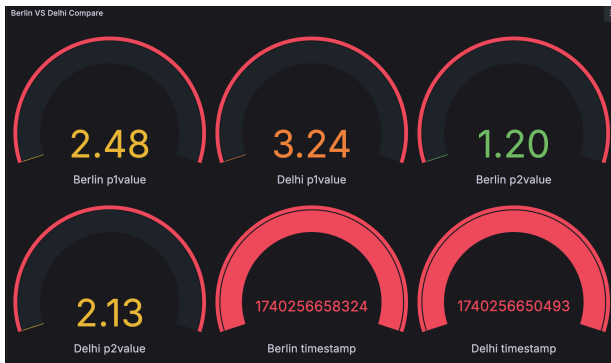 Berlin VS Delhi Compare
2.48
Berlin p1value
3.24
Delhi p1value
1.20
Berlin p2value
2.13
Delhi p2value
1740256658324
Berlin timestamp
1740256650493
Delhi timestamp